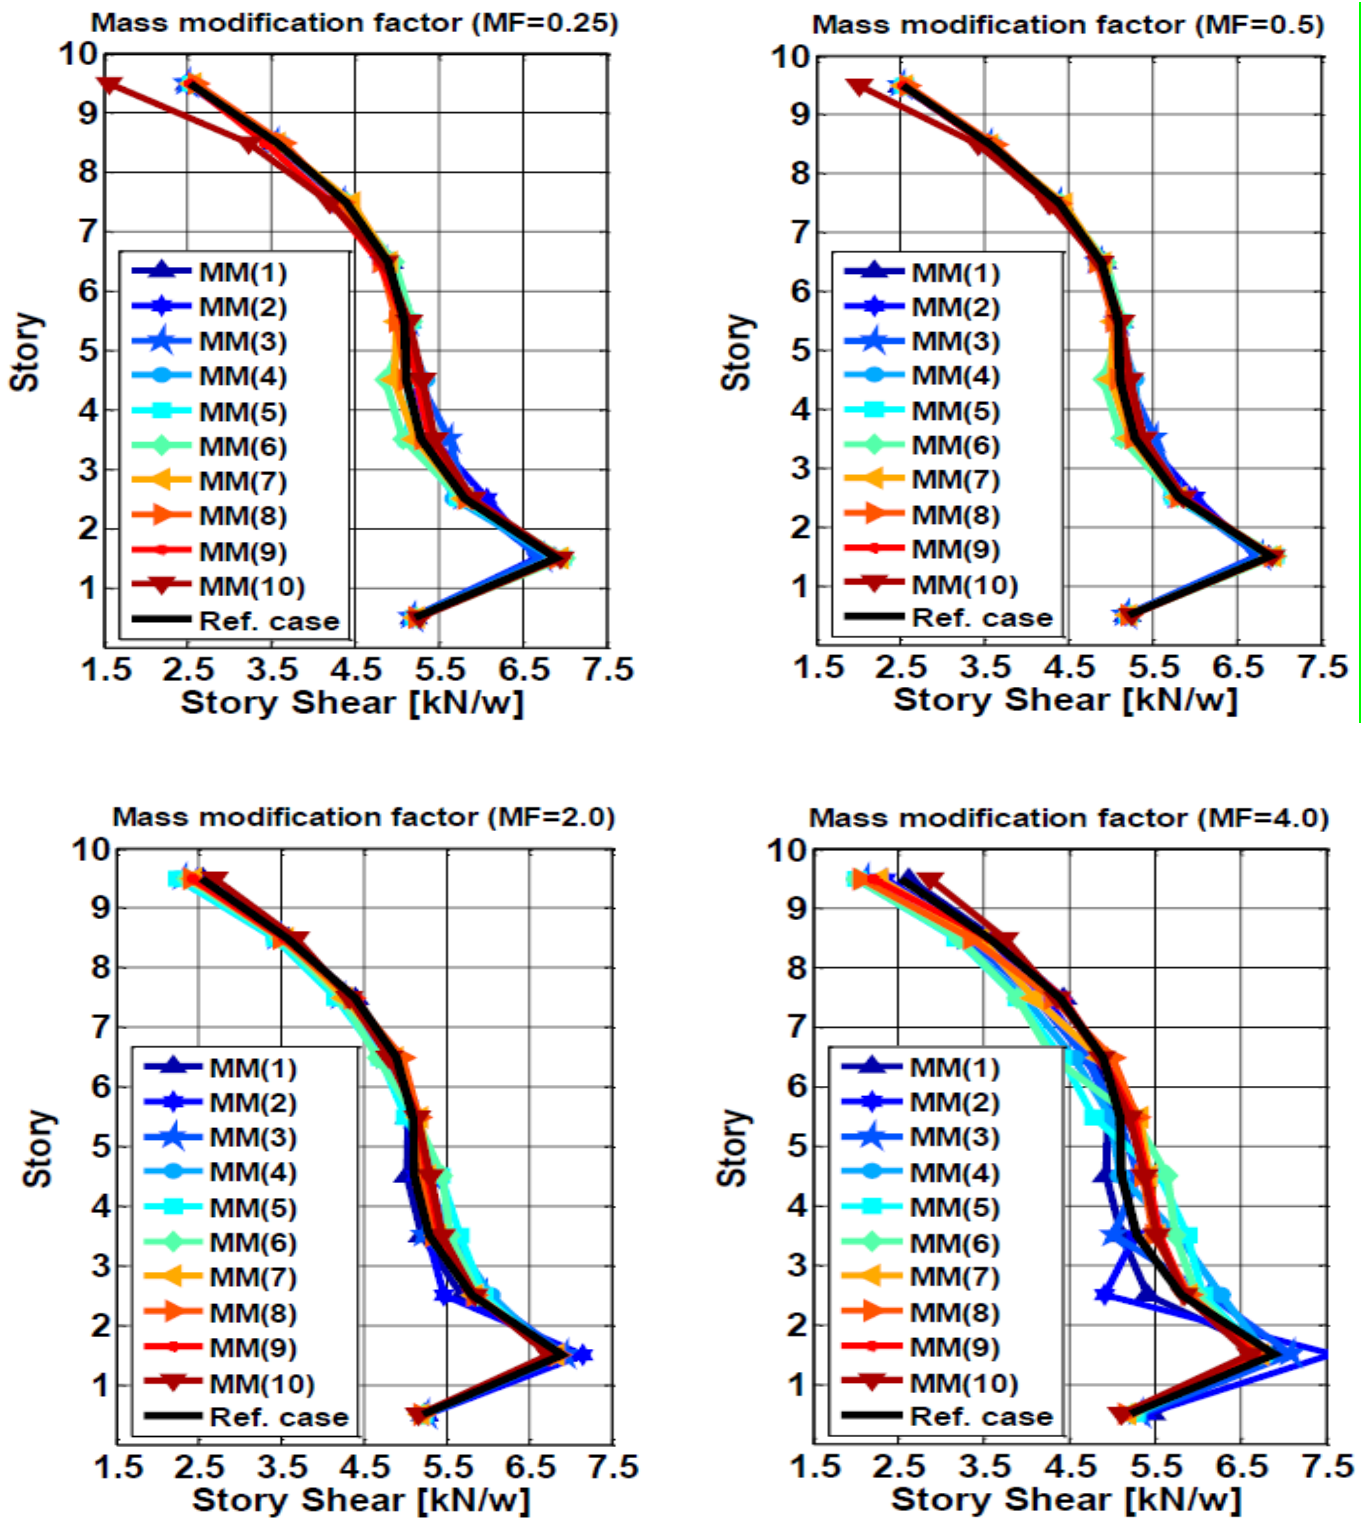 Mass modification factor (MF=0.25)
10
9
8
7
6
5
4
3
2
1
Story
MM(1)
MM(2)
MM(3)
MM(4)
MM(5)
MM(6)
MM(7)
MM(8)
MM(9)
MM(10)
Ref. case
1.5 2.5 3.5 4.5 5.5 6.5 7.5
Story Shear [kN/w]
Mass modification factor (MF=0.5)
10
9
8
7
6
5
4
3
2
1
Story
MM(1)
MM(2)
MM(3)
MM(4)
MM(5)
MM(6)
MM(7)
MM(8)
MM(9)
MM(10)
Ref. case
1.5 2.5 3.5 4.5 5.5 6.5 7.5
Story Shear [kN/w]
Mass modification factor (MF=2.0)
10
9
8
7
6
5
4
3
2
1
Story
MM(1)
MM(2)
MM(3)
MM(4)
MM(5)
MM(6)
MM(7)
MM(8)
MM(9)
MM(10)
Ref. case
1.5 2.5 3.5 4.5 5.5 6.5 7.5
Story Shear [kN/w]
Mass modification factor (MF=4.0)
10
9
8
7
6
5
4
3
2
1
Story
MM(1)
MM(2)
MM(3)
MM(4)
MM(5)
MM(6)
MM(7)
MM(8)
MM(9)
MM(10)
Ref. case
1.5 2.5 3.5 4.5 5.5 6.5 7.5
Story Shear [kN/w]